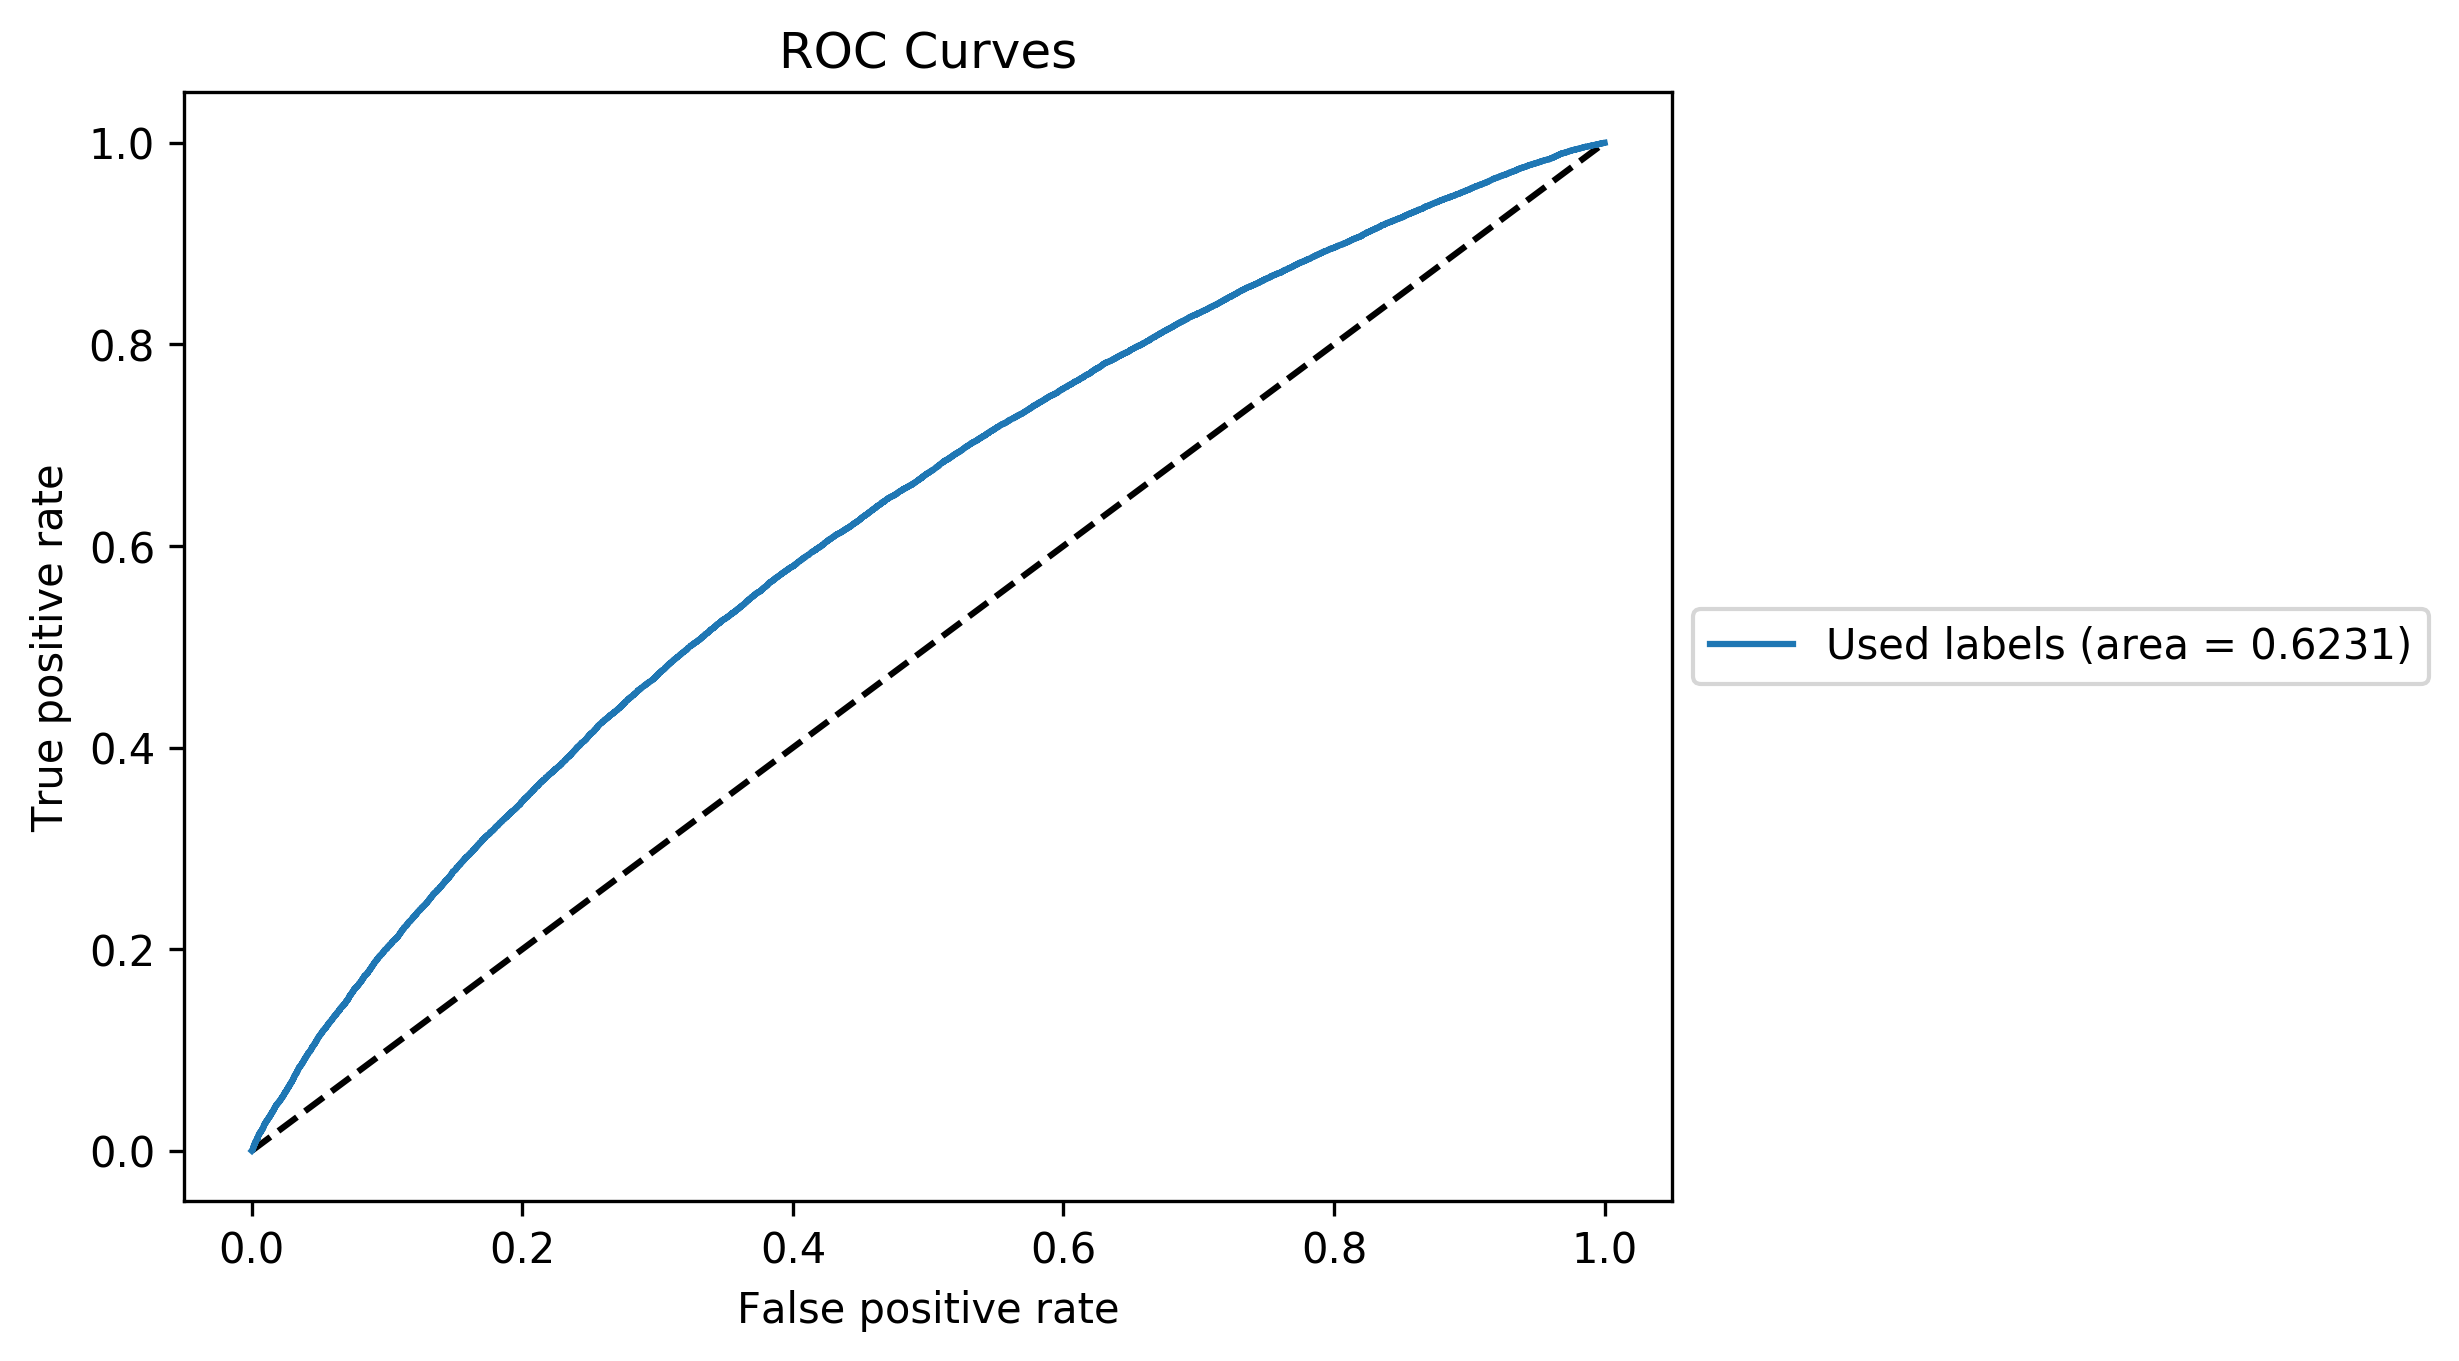 ROC Curves
1.0
0.8
0.6
0.4
0.2
0.0
True positive rate
0.0 0.2 0.4 0.6 0.8 1.0
False positive rate
Used labels (area = 0.6231)